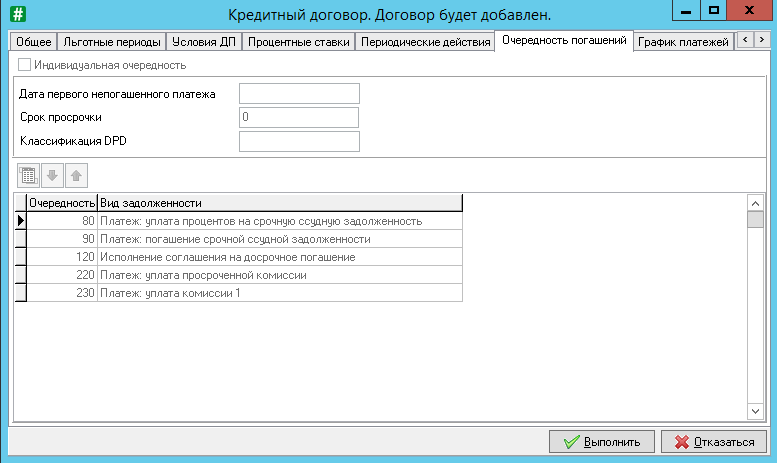 Кредитный договор. Договор будет добавлен.
Общее Льготные периоды Условия ДП Процентные ставки Периодические действия Очередность погашений График платежей
Индивидуальная очередность
Дата первого непогашенного платежа
Срок просрочки 0
Классификация DPD
Очередность Вид задолженности
80 Платеж: уплата процентов на срочную ссудную задолженность
90 Платеж: погашение срочной ссудной задолженности
120 Исполнение соглашения на досрочное погашение
220 Платеж: уплата просроченной комиссии
230 Платеж: уплата комиссии 1
Выполнить Отказаться